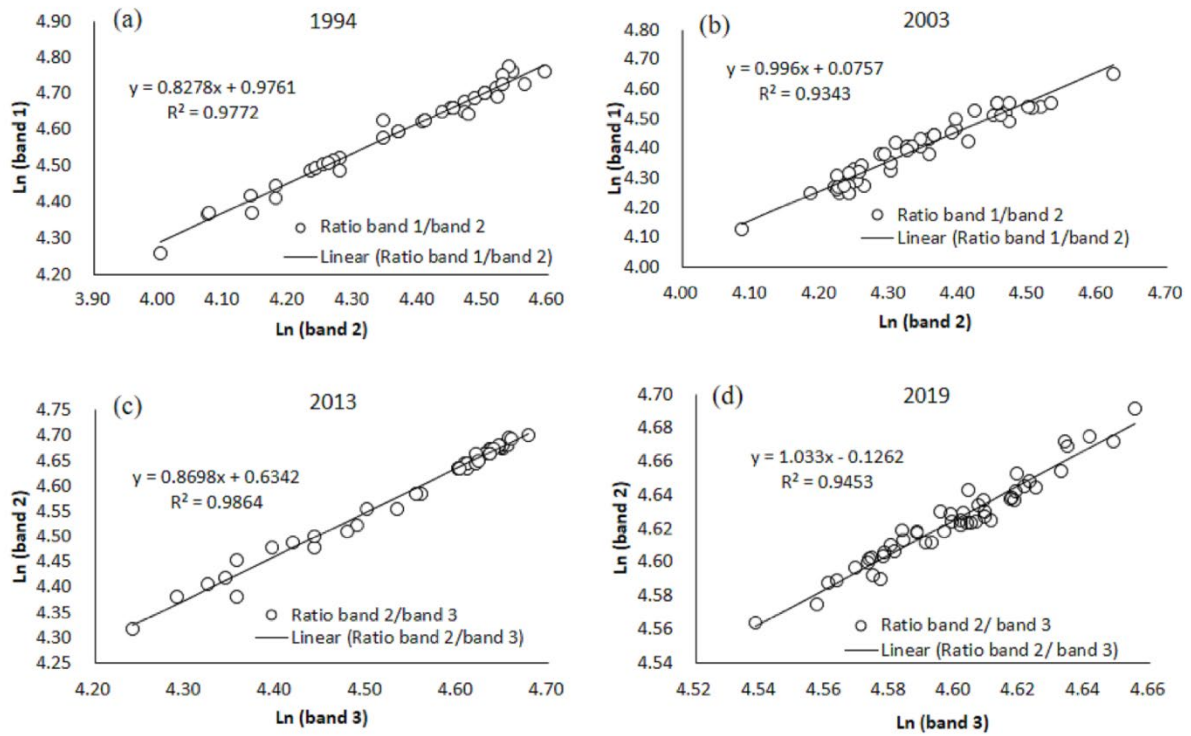 (a)
1994
4.90
4.80
4.70
4.60
4.50
4.40
4.30
4.20
Ln (band 1)
y = 0.8278x + 0.9761
R² = 0.9772
Ratio band 1/band 2
Linear (Ratio band 1/band 2)
3.90 4.00 4.10 4.20 4.30 4.40 4.50 4.60
Ln (band 2)
(b)
2003
4.80
4.70
4.60
4.50
4.40
4.30
4.20
4.10
4.00
Ln (band 1)
y = 0.996x + 0.0757
R² = 0.9343
Ratio band 1/band 2
Linear (Ratio band 1/band 2)
4.00 4.10 4.20 4.30 4.40 4.50 4.60 4.70
Ln (band 2)
(c)
2013
4.75
4.70
4.65
4.60
4.55
4.50
4.45
4.40
4.35
4.30
4.25
Ln (band 2)
y = 0.8698x + 0.6342
R² = 0.9864
Ratio band 2/band 3
Linear (Ratio band 2/band 3)
4.20 4.30 4.40 4.50 4.60 4.70
Ln (band 3)
(d)
2019
4.70
4.68
4.66
4.64
4.62
4.60
4.58
4.56
4.54
Ln (band 2)
y = 1.033x - 0.1262
R² = 0.9453
Ratio band 2/ band 3
Linear (Ratio band 2/ band 3)
4.52 4.54 4.56 4.58 4.60 4.62 4.64 4.66
Ln (band 3)